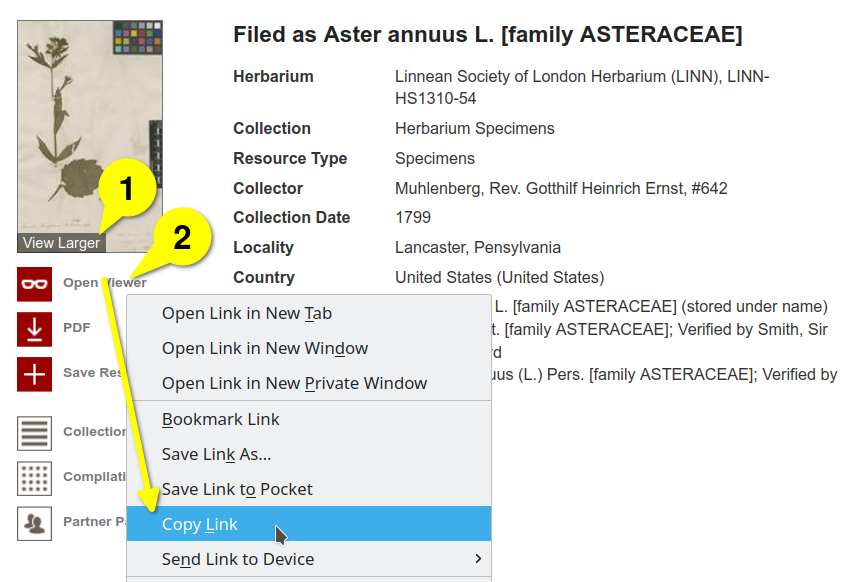 Filed as Aster annuus L. [family ASTERACEAE]
Herbarium Linnean Society of London Herbarium (LINN), LINN-
HS1310-54
Collection Herbarium Specimens
Resource Type Specimens
Collector Muhlenberg, Rev. Gotthilf Heinrich Ernst, #642
Collection Date 1799
Locality Lancaster, Pensylvania
Country United States (United States)
L. [family ASTERACEAE] (stored under name)
t. [family ASTERACEAE]; Verified by Smith, Sir
rd
uus (L.) Pers. [family ASTERACEAE]; Verified by
1
View Larger
2
Open Viewer
PDF
Save Res
Collection
Compilati
Partner Pa
Open Link in New Tab
Open Link in New Window
Open Link in New Private Window
Bookmark Link
Save Link As...
Save Link to Pocket
Copy Link
Send Link to Device